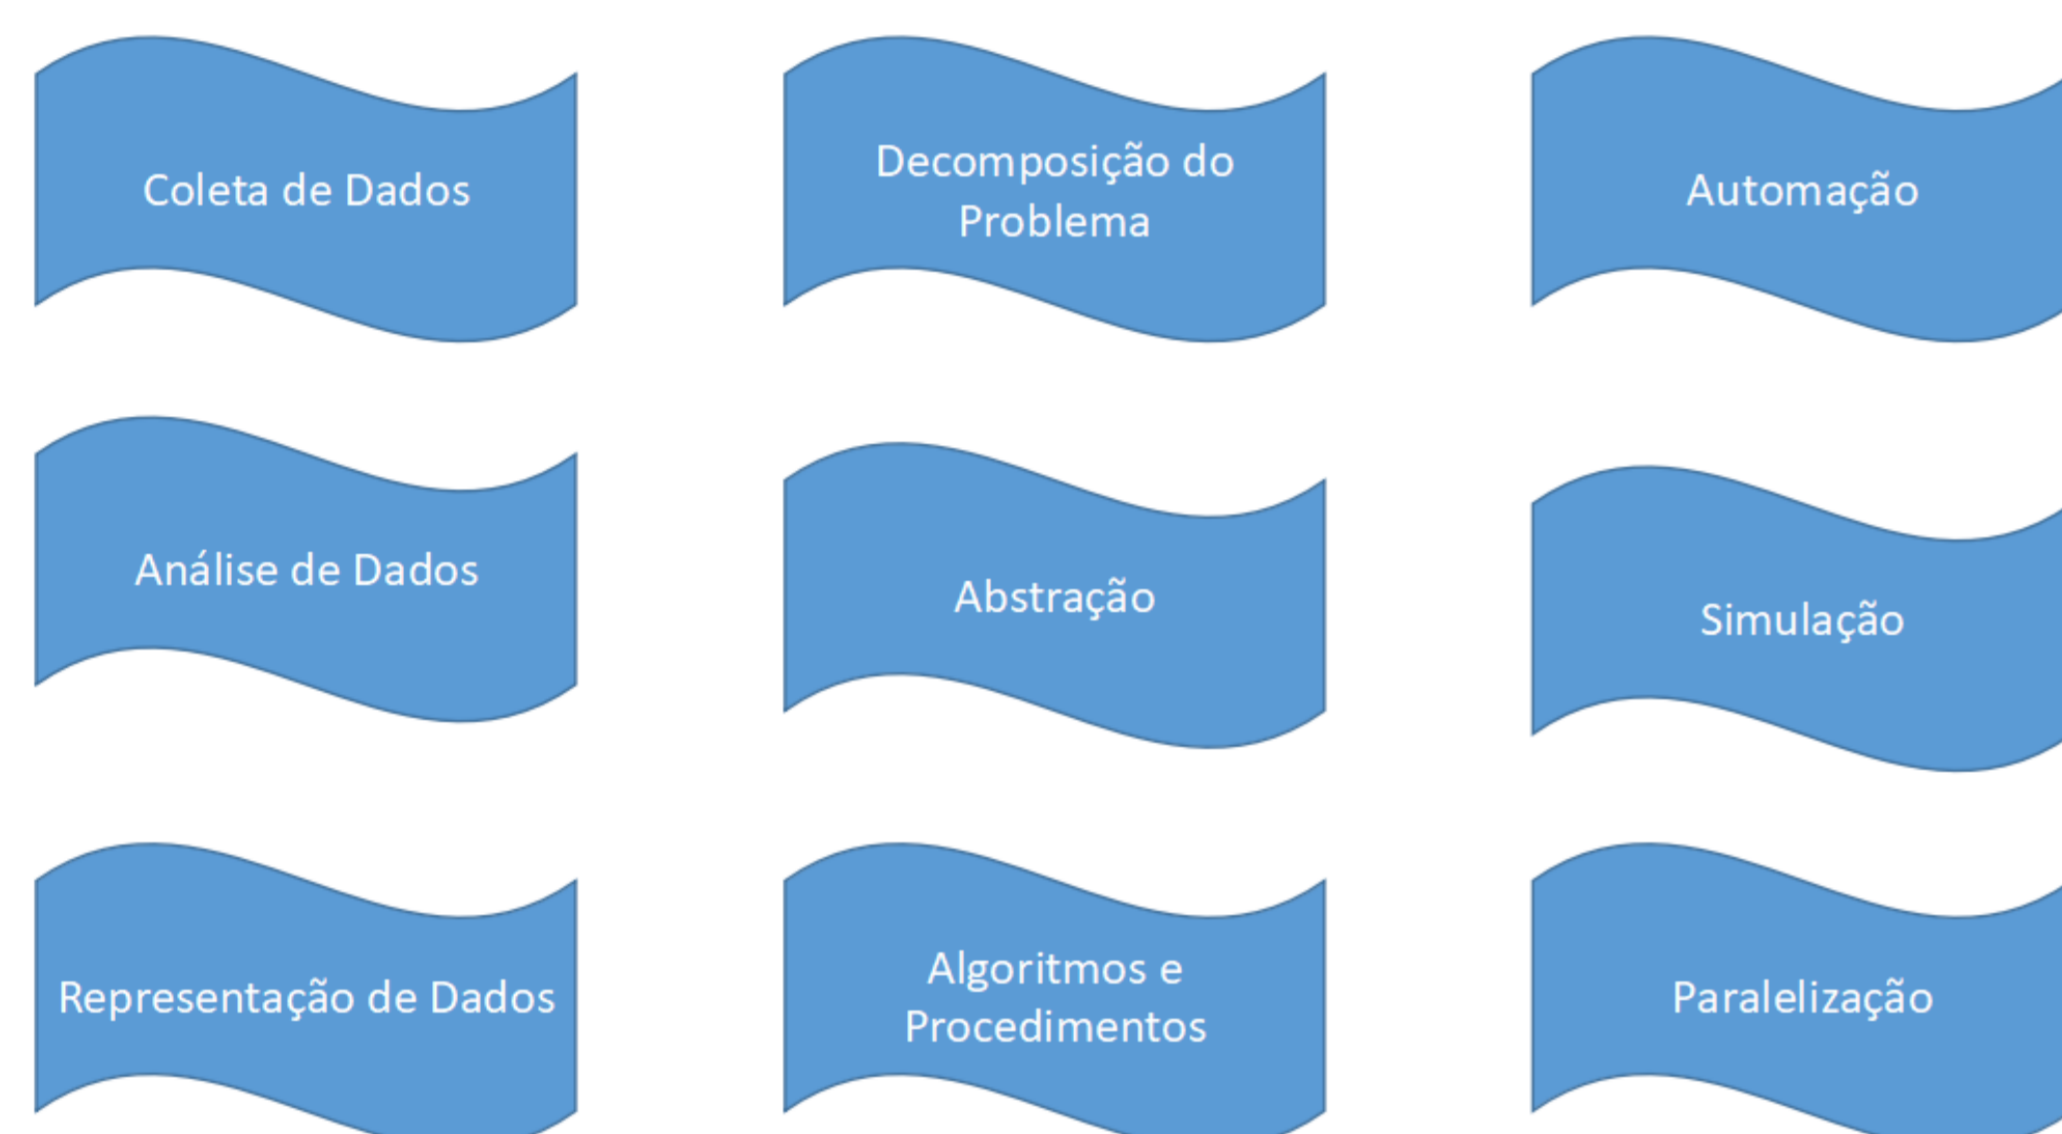 Coleta de Dados
Decomposição do
Problema
Automação
Análise de Dados
Abstração
Simulação
Representação de Dados
Algoritmos e
Procedimentos
Paralelização